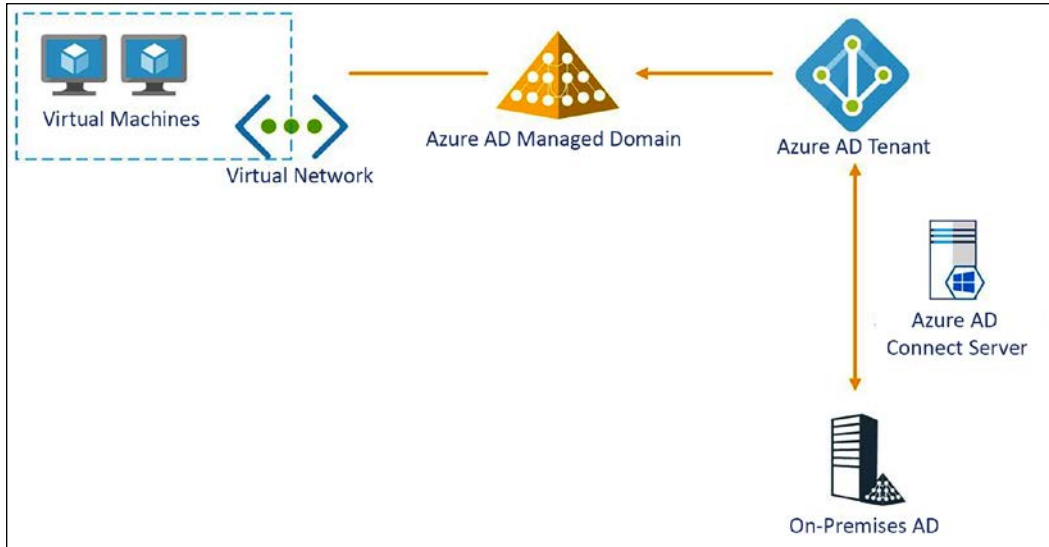 Virtual Machines
Virtual Network
Azure AD Managed Domain
Azure AD Tenant
Azure AD
Connect Server
On-Premises AD